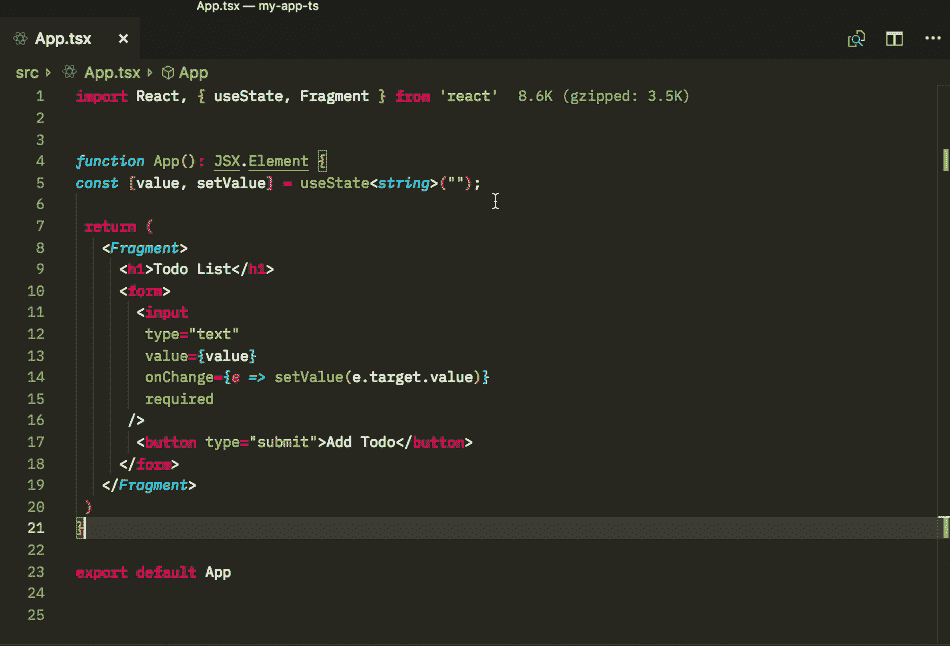 App.tsx — my-app-ts
App.tsx ×
src App.tsx App
1 import React, { useState, Fragment } from 'react' 8.6K (gzipped: 3.5K)
2
3
4 function App(): JSX.Element {
5 const [value, setValue] = useState<string>("");
6
7 return (
8 <Fragment>
9 <h1>Todo List</h1>
10 <form>
11 <input
12 type="text"
13 value={value}
14 onChange={e => setValue(e.target.value)}
15 required
16 />
17 <button type="submit">Add Todo</button>
18 </form>
19 </Fragment>
20 )
21 }
22
23 export default App
24
25